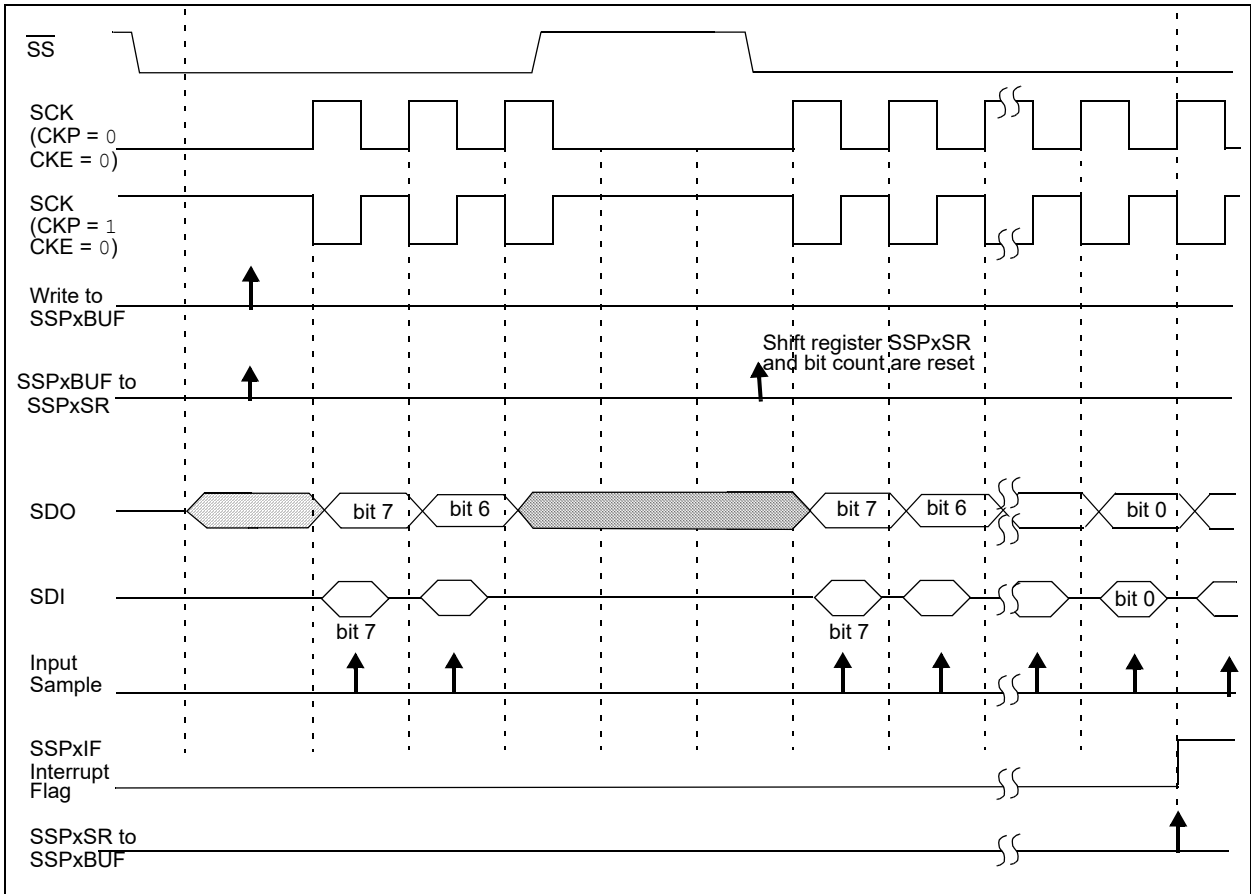 SS
SCK
(CKP = 0
CKE = 0)
SCK
(CKP = 1
CKE = 0)
Write to
SSPxBUF
Shift register SSPxSR
and bit count are reset
SSPxBUF to
SSPxSR
SDO
bit 7
bit 6
bit 7
bit 6
bit 0
SDI
bit 0
bit 7
bit 7
Input
Sample
SSPxIF
Interrupt
Flag
SSPxSR to
SSPxBUF